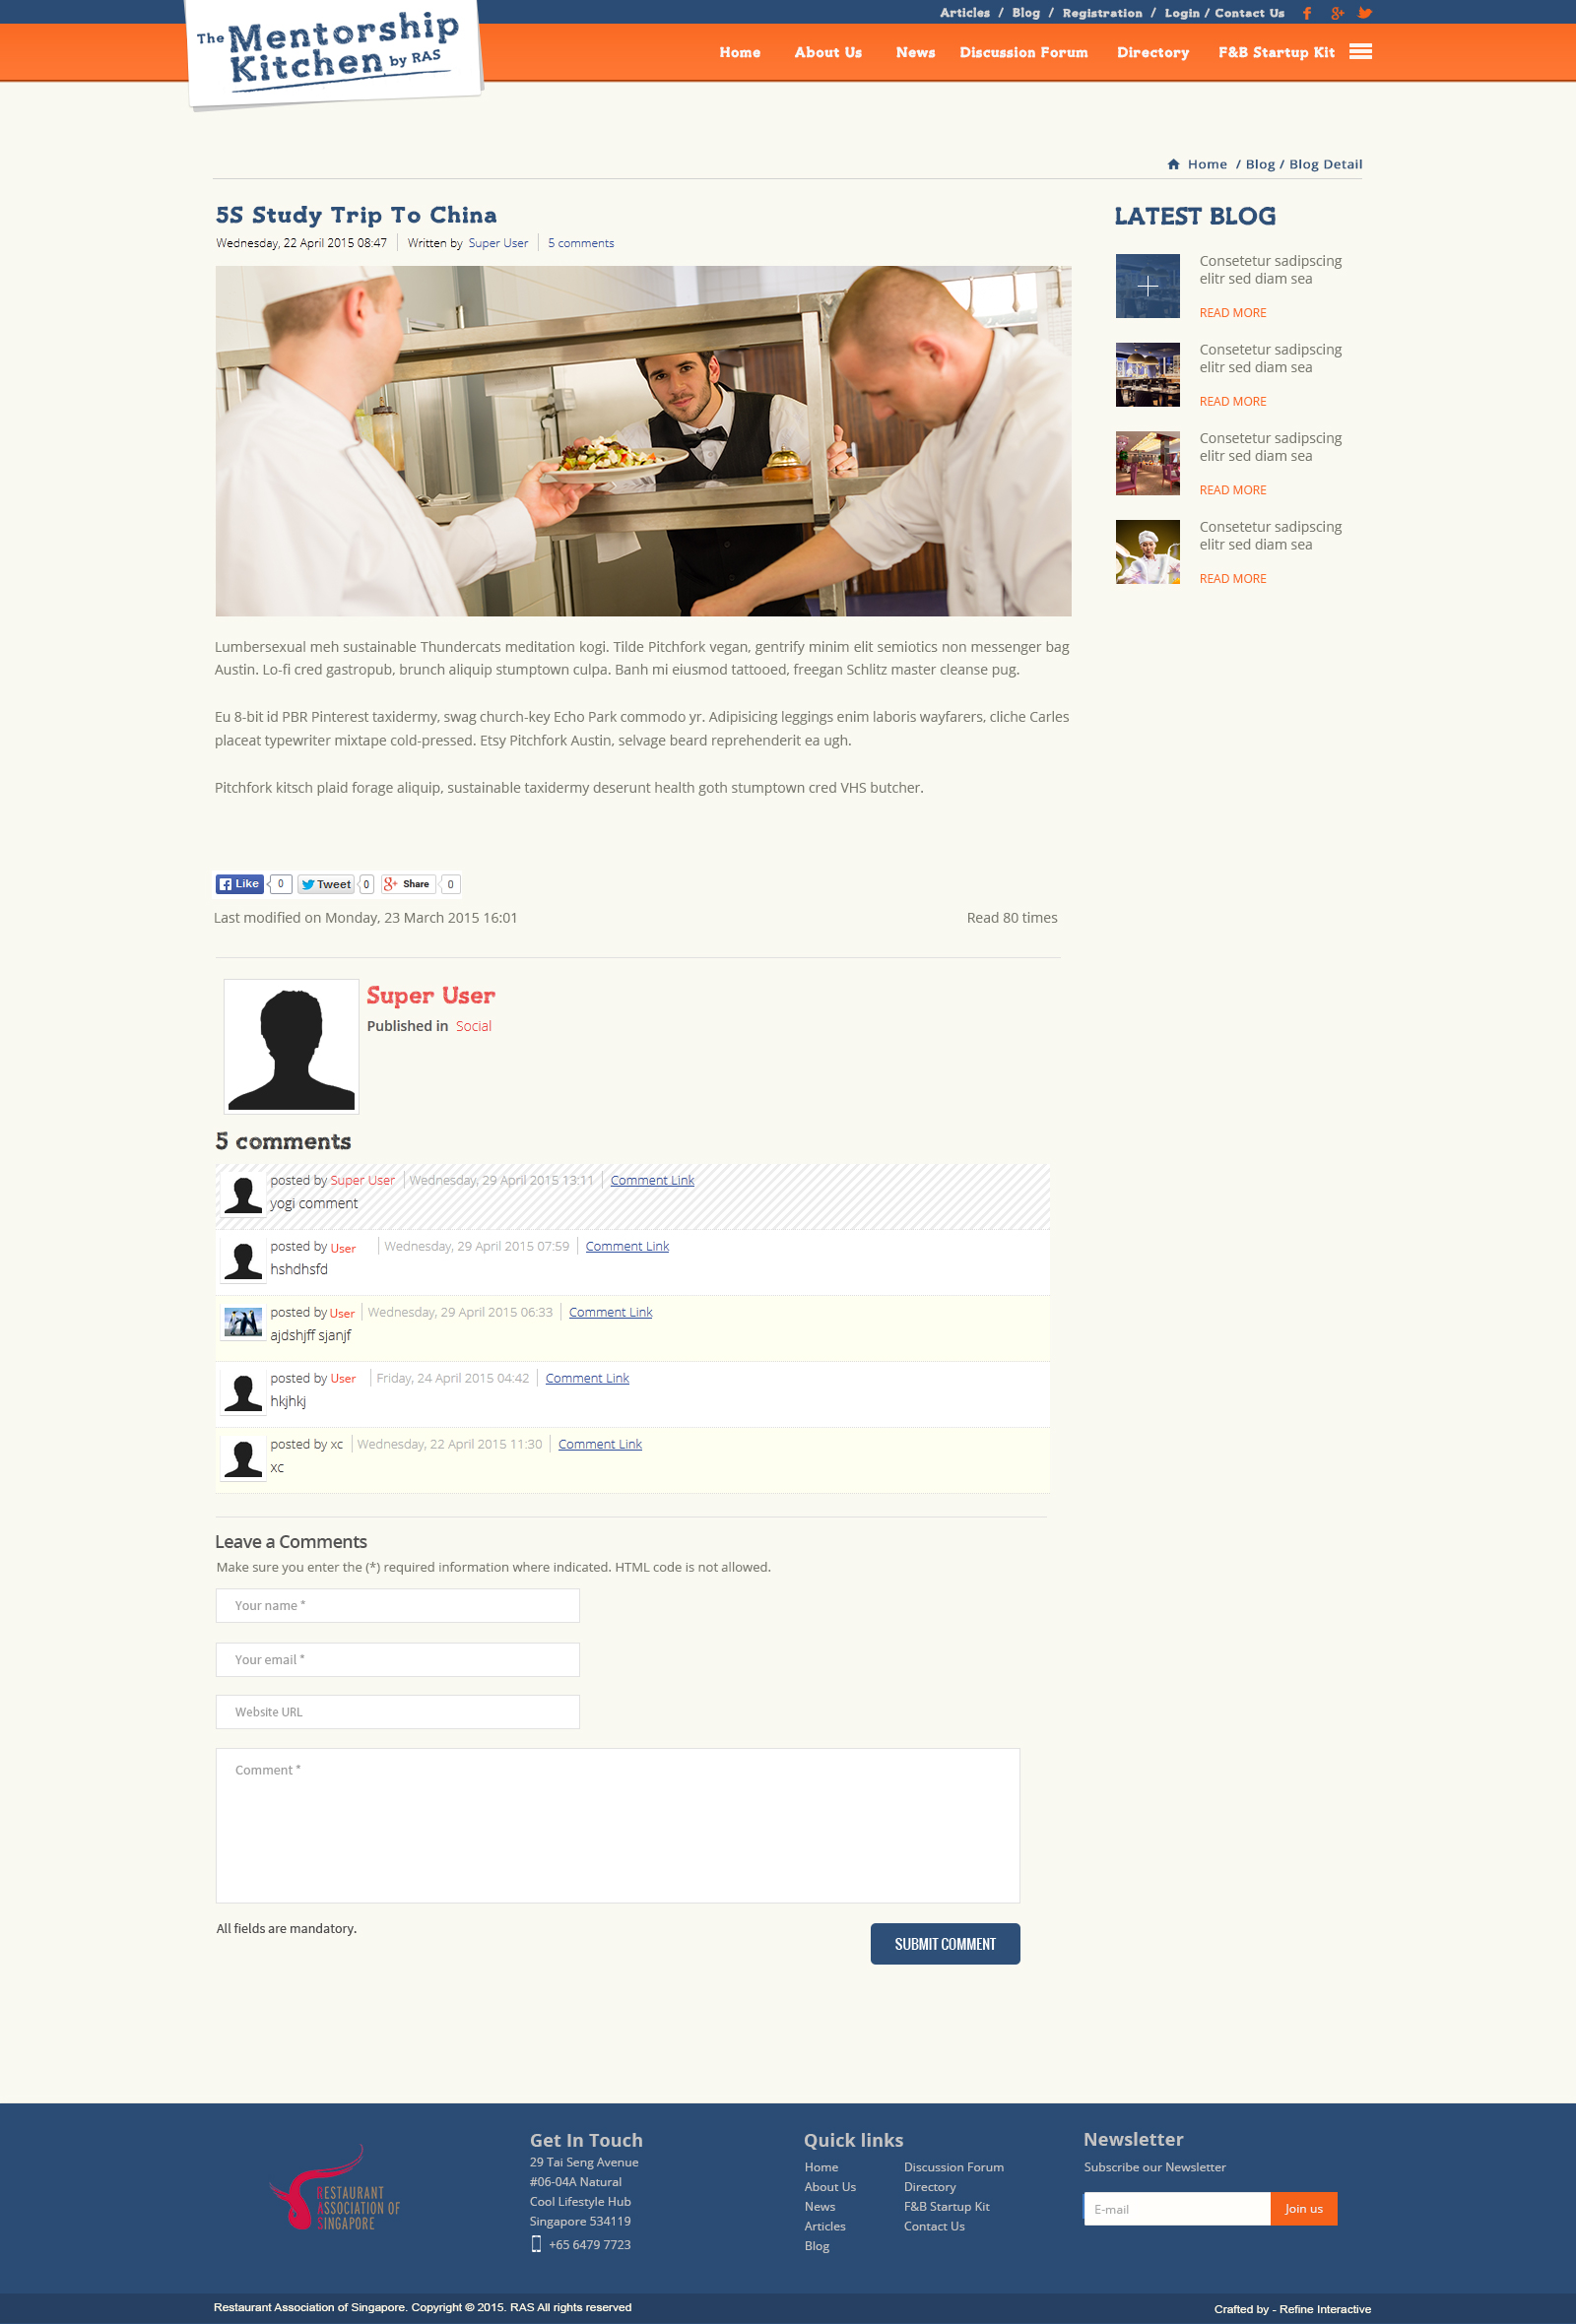 Articles / Blog / Registration / Login / Contact Us
The Mentorship
Kitchen by RAS
Home About Us News Discussion Forum Directory F&B Startup Kit
Home / Blog / Blog Detail
5S Study Trip To China
Wednesday, 22 April 2015 08:47 Written by Super User 5 comments
Lumbersexual meh sustainable Thundercats meditation kogi. Tilde Pitchfork vegan, gentrify minim elit semiotics non messenger bag
Austin. Lo-fi cred gastropub, brunch aliquip stumptown culpa. Banh mi eiusmod tattooed, freegan Schlitz master cleanse pug.
Eu 8-bit id PBR Pinterest taxidermy, swag church-key Echo Park commodo yr. Adipisicing leggings enim laboris wayfarers, cliche Carles
placeat typewriter mixtape cold-pressed. Etsy Pitchfork Austin, selvage beard reprehenderit ea ugh.
Pitchfork kitsch plaid forage aliquip, sustainable taxidermy deserunt health goth stumptown cred VHS butcher.
Like 0 Tweet 0 Share 0
Last modified on Monday, 23 March 2015 16:01 Read 80 times
Super User
Published in Social
5 comments
posted by Super User Wednesday, 29 April 2015 13:11 Comment Link
yogi comment
posted by User Wednesday, 29 April 2015 07:59 Comment Link
hshdhsfd
posted by User Wednesday, 29 April 2015 06:33 Comment Link
ajdshjff sjanjf
posted by User Friday, 24 April 2015 04:42 Comment Link
hkjhkj
posted by xc Wednesday, 22 April 2015 11:30 Comment Link
xc
Leave a Comments
Make sure you enter the (*) required information where indicated. HTML code is not allowed.
Your name *
Your email *
Website URL
Comment *
All fields are mandatory.
SUBMIT COMMENT
LATEST BLOG
Consetetur sadipscing
elitr sed diam sea
READ MORE
Consetetur sadipscing
elitr sed diam sea
READ MORE
Consetetur sadipscing
elitr sed diam sea
READ MORE
Consetetur sadipscing
elitr sed diam sea
READ MORE
RESTAURANT
ASSOCIATION OF
SINGAPORE
Get In Touch
29 Tai Seng Avenue
#06-04A Natural
Cool Lifestyle Hub
Singapore 534119
+65 6479 7723
Quick links
Home
About Us
News
Articles
Blog
Discussion Forum
Directory
F&B Startup Kit
Contact Us
Newsletter
Subscribe our Newsletter
E-mail Join us
Restaurant Association of Singapore. Copyright © 2015. RAS All rights reserved
Crafted by - Refine Interactive